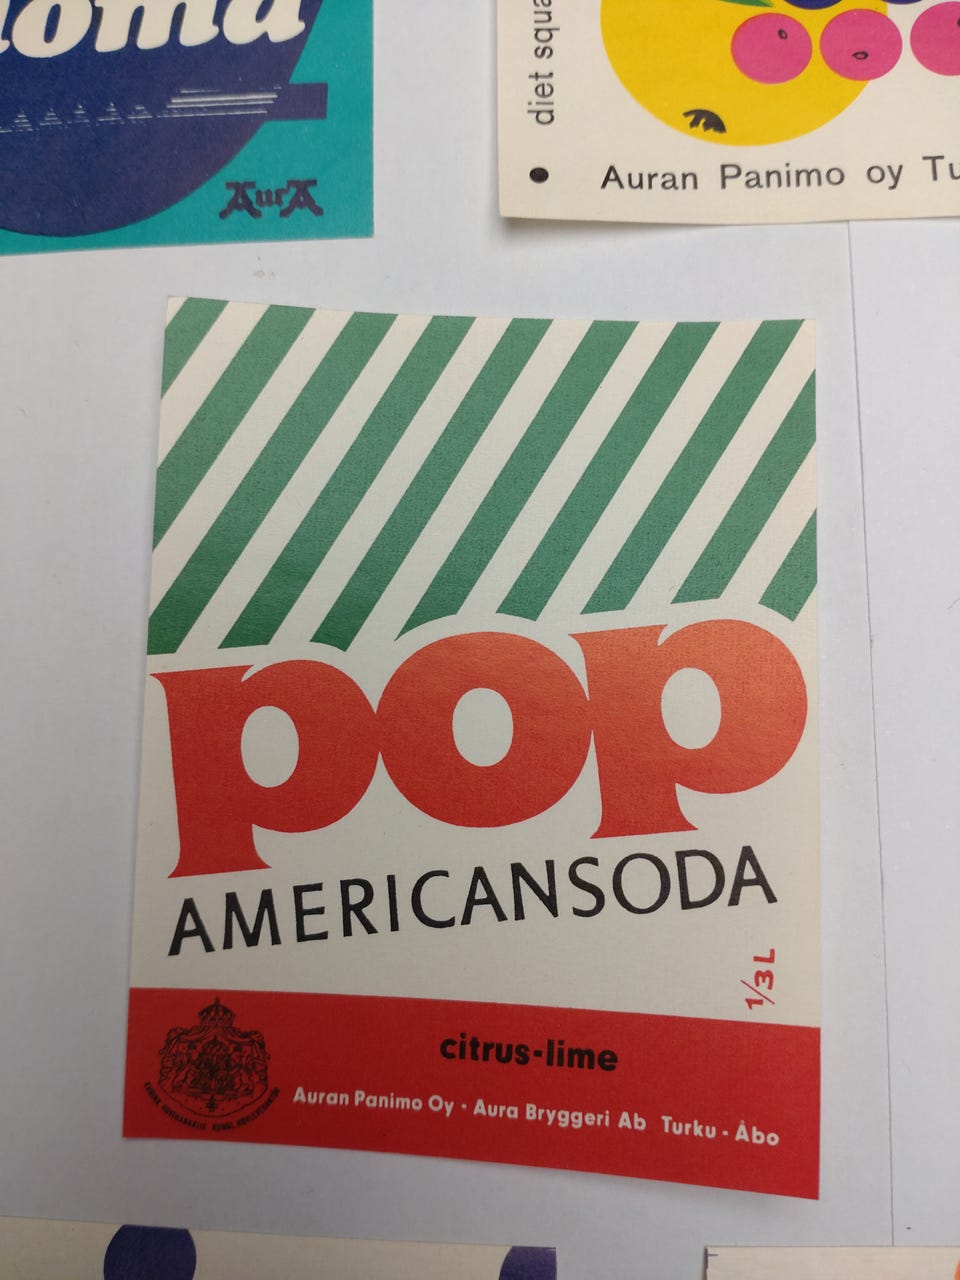 oma
AurA
diet squa
Auran Panimo oy Tu
pop
AMERICANSODA
1/3 L
citrus-lime
Auran Panimo Oy - Aura Bryggeri Ab Turku - Åbo